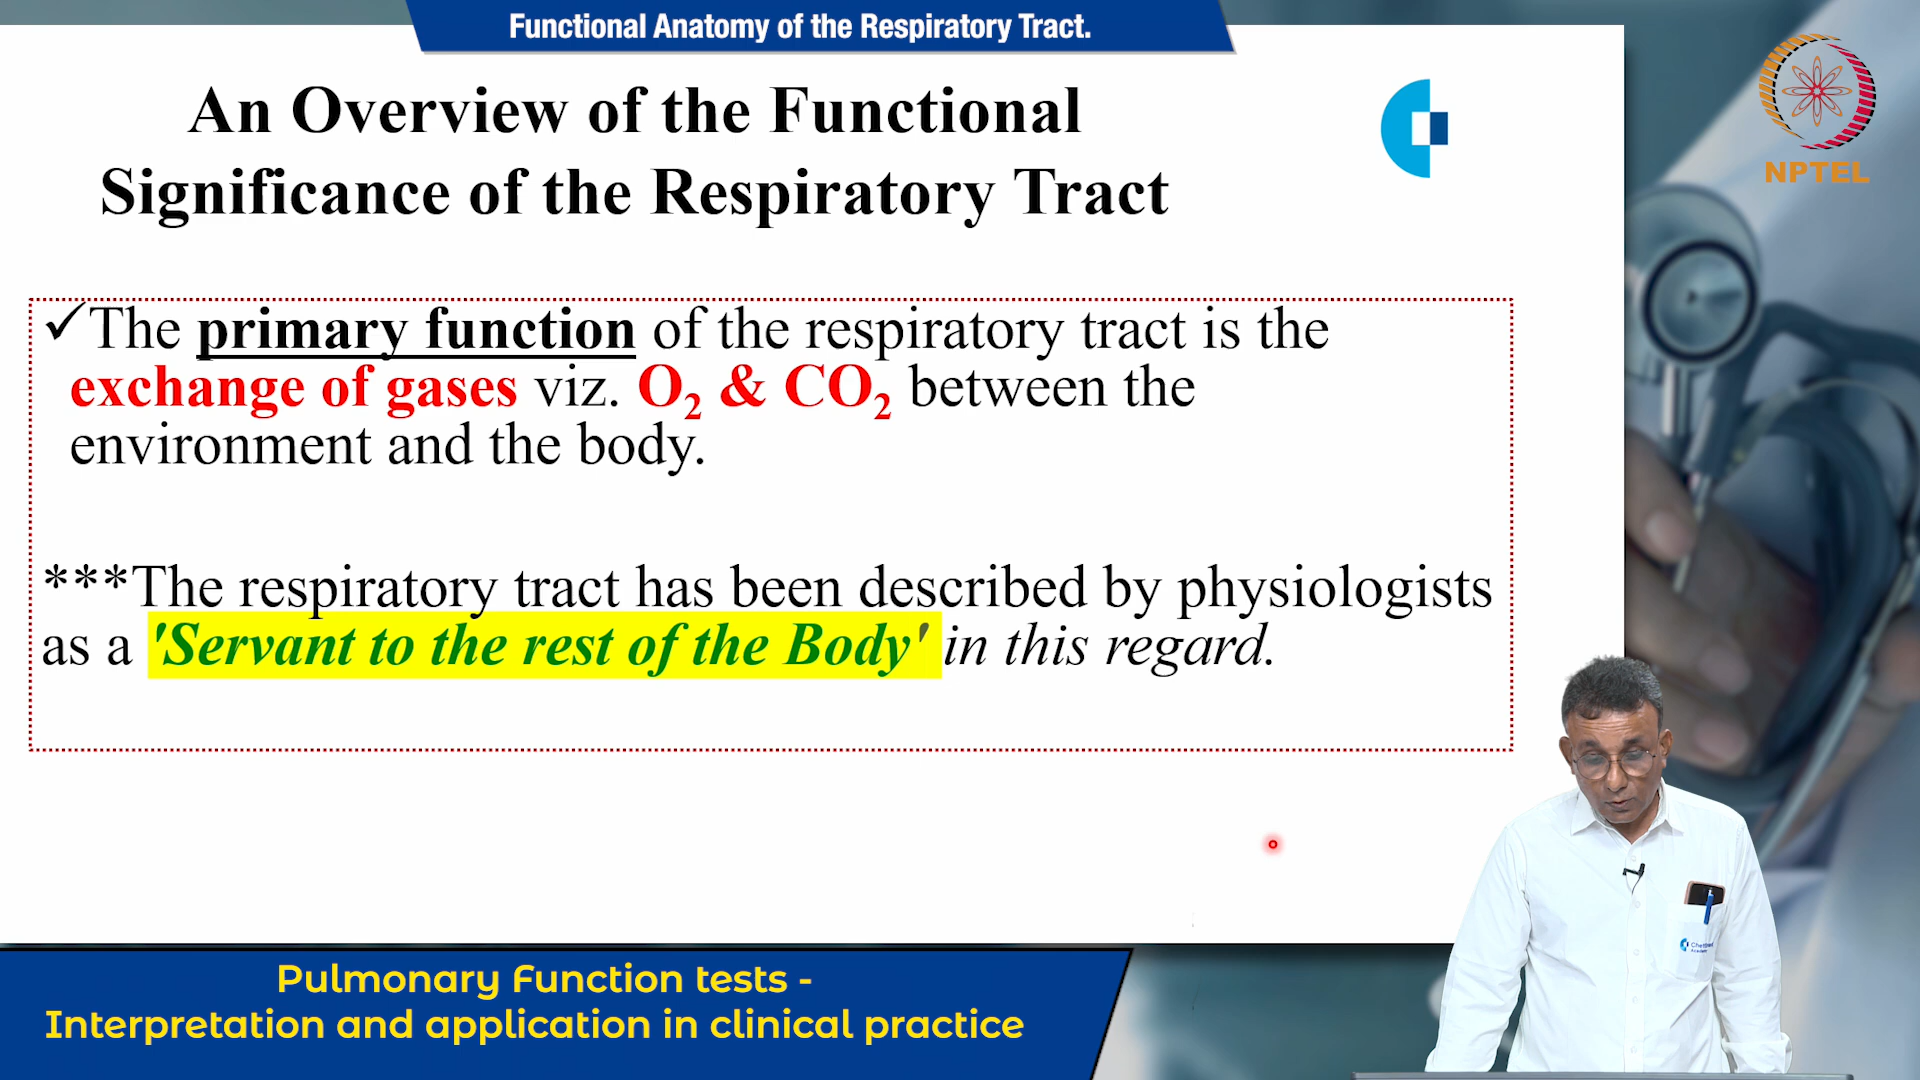 Functional Anatomy of the Respiratory Tract.
An Overview of the Functional
Significance of the Respiratory Tract
NPTEL
✓The primary function of the respiratory tract is the
exchange of gases viz. O₂ & CO₂ between the
environment and the body.
***The respiratory tract has been described by physiologists
as a 'Servant to the rest of the Body' in this regard.
Pulmonary Function tests -
Interpretation and application in clinical practice